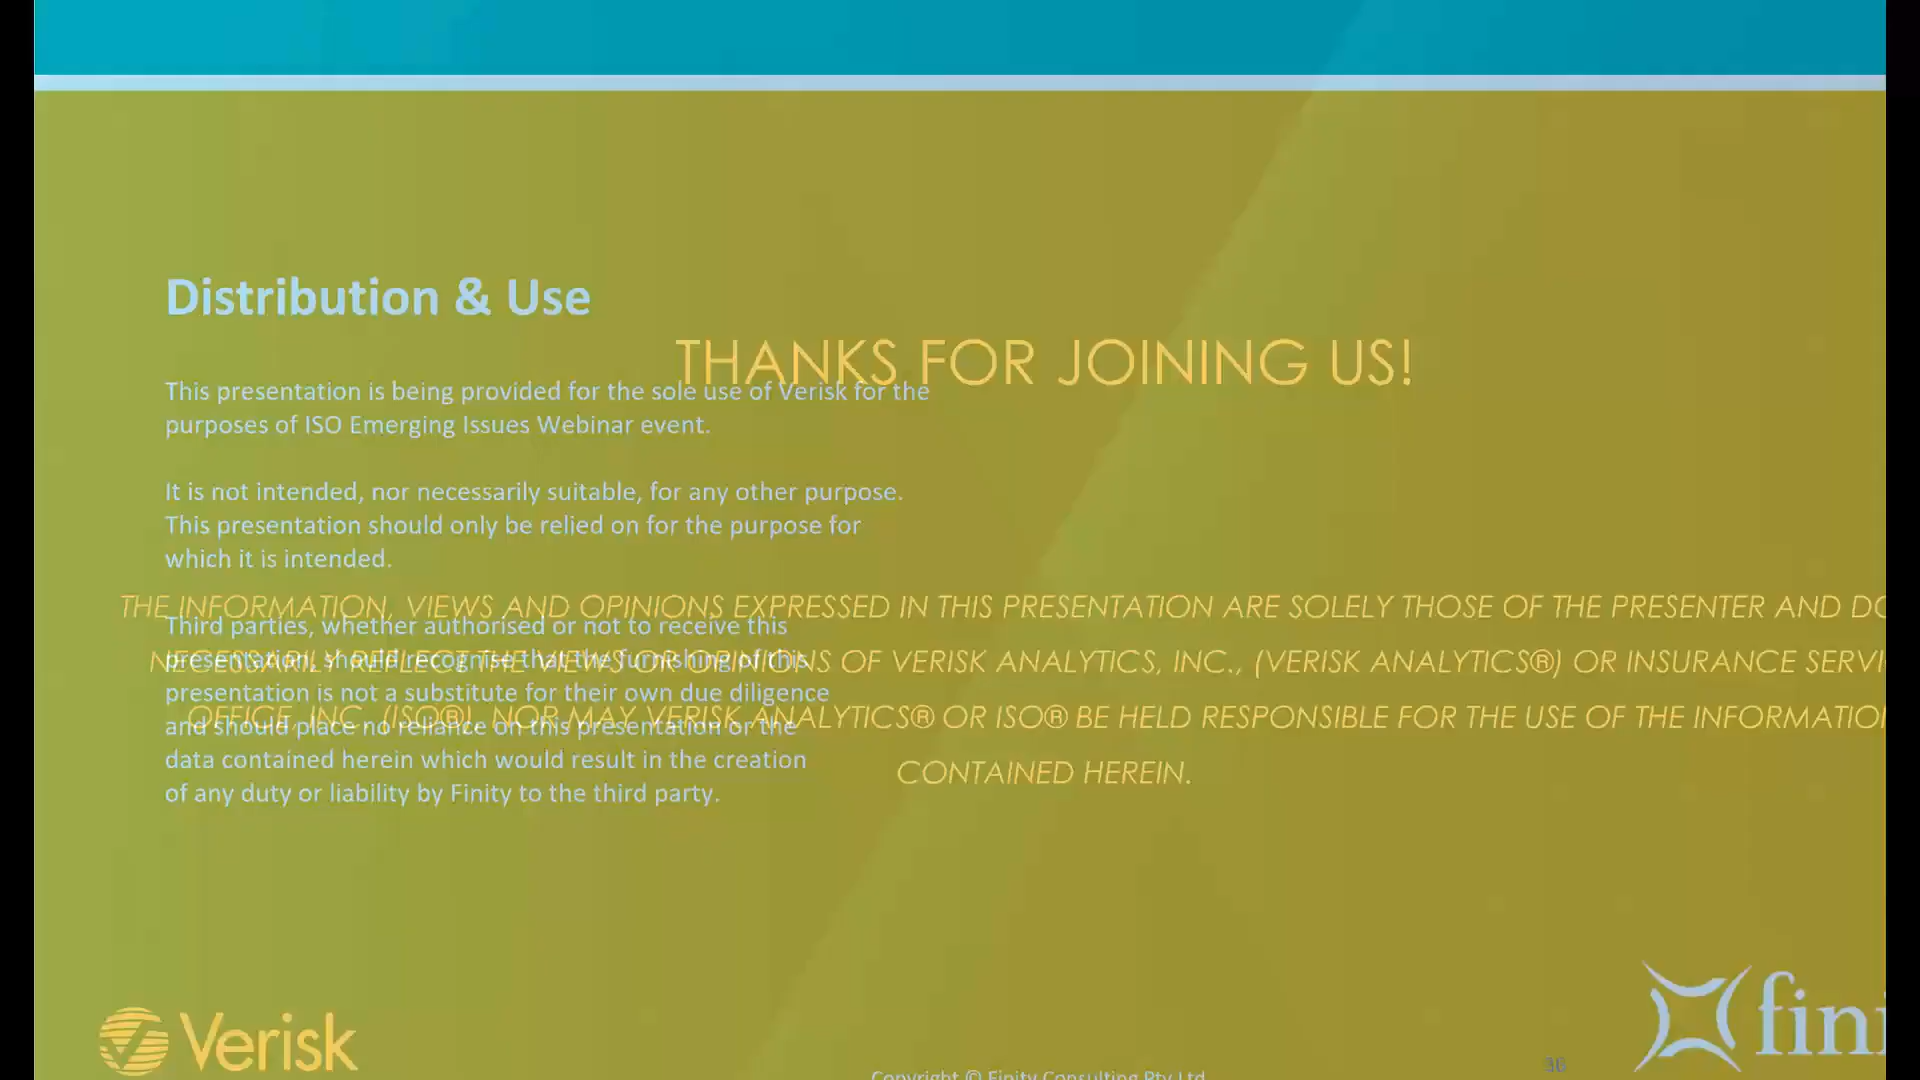 Distribution & Use
THANKS FOR JOINING US!
This presentation is being provided for the sole use of Verisk for the
purposes of ISO Emerging Issues Webinar event.
It is not intended, nor necessarily suitable, for any other purpose.
This presentation should only be relied on for the purpose for
which it is intended.
THE INFORMATION, VIEWS AND OPINIONS EXPRESSED IN THIS PRESENTATION ARE SOLELY THOSE OF THE PRESENTER AND DO
Third parties, whether authorised or not to receive this
NECESSARILY REFLECT THE VIEWS OR OPINIONS OF VERISK ANALYTICS, INC., (VERISK ANALYTICS®) OR INSURANCE SERVI
presentation, should recognise that the furnishing of this
presentation is not a substitute for their own due diligence
OFFICE, INC. (ISO®), NOR MAY VERISK ANALYTICS® OR ISO® BE HELD RESPONSIBLE FOR THE USE OF THE INFORMATIO
and should place no reliance on this presentation or the
data contained herein which would result in the creation
CONTAINED HEREIN.
of any duty or liability by Finity to the third party.
Verisk
fini
Copyright © Finity Consulting Pty Ltd